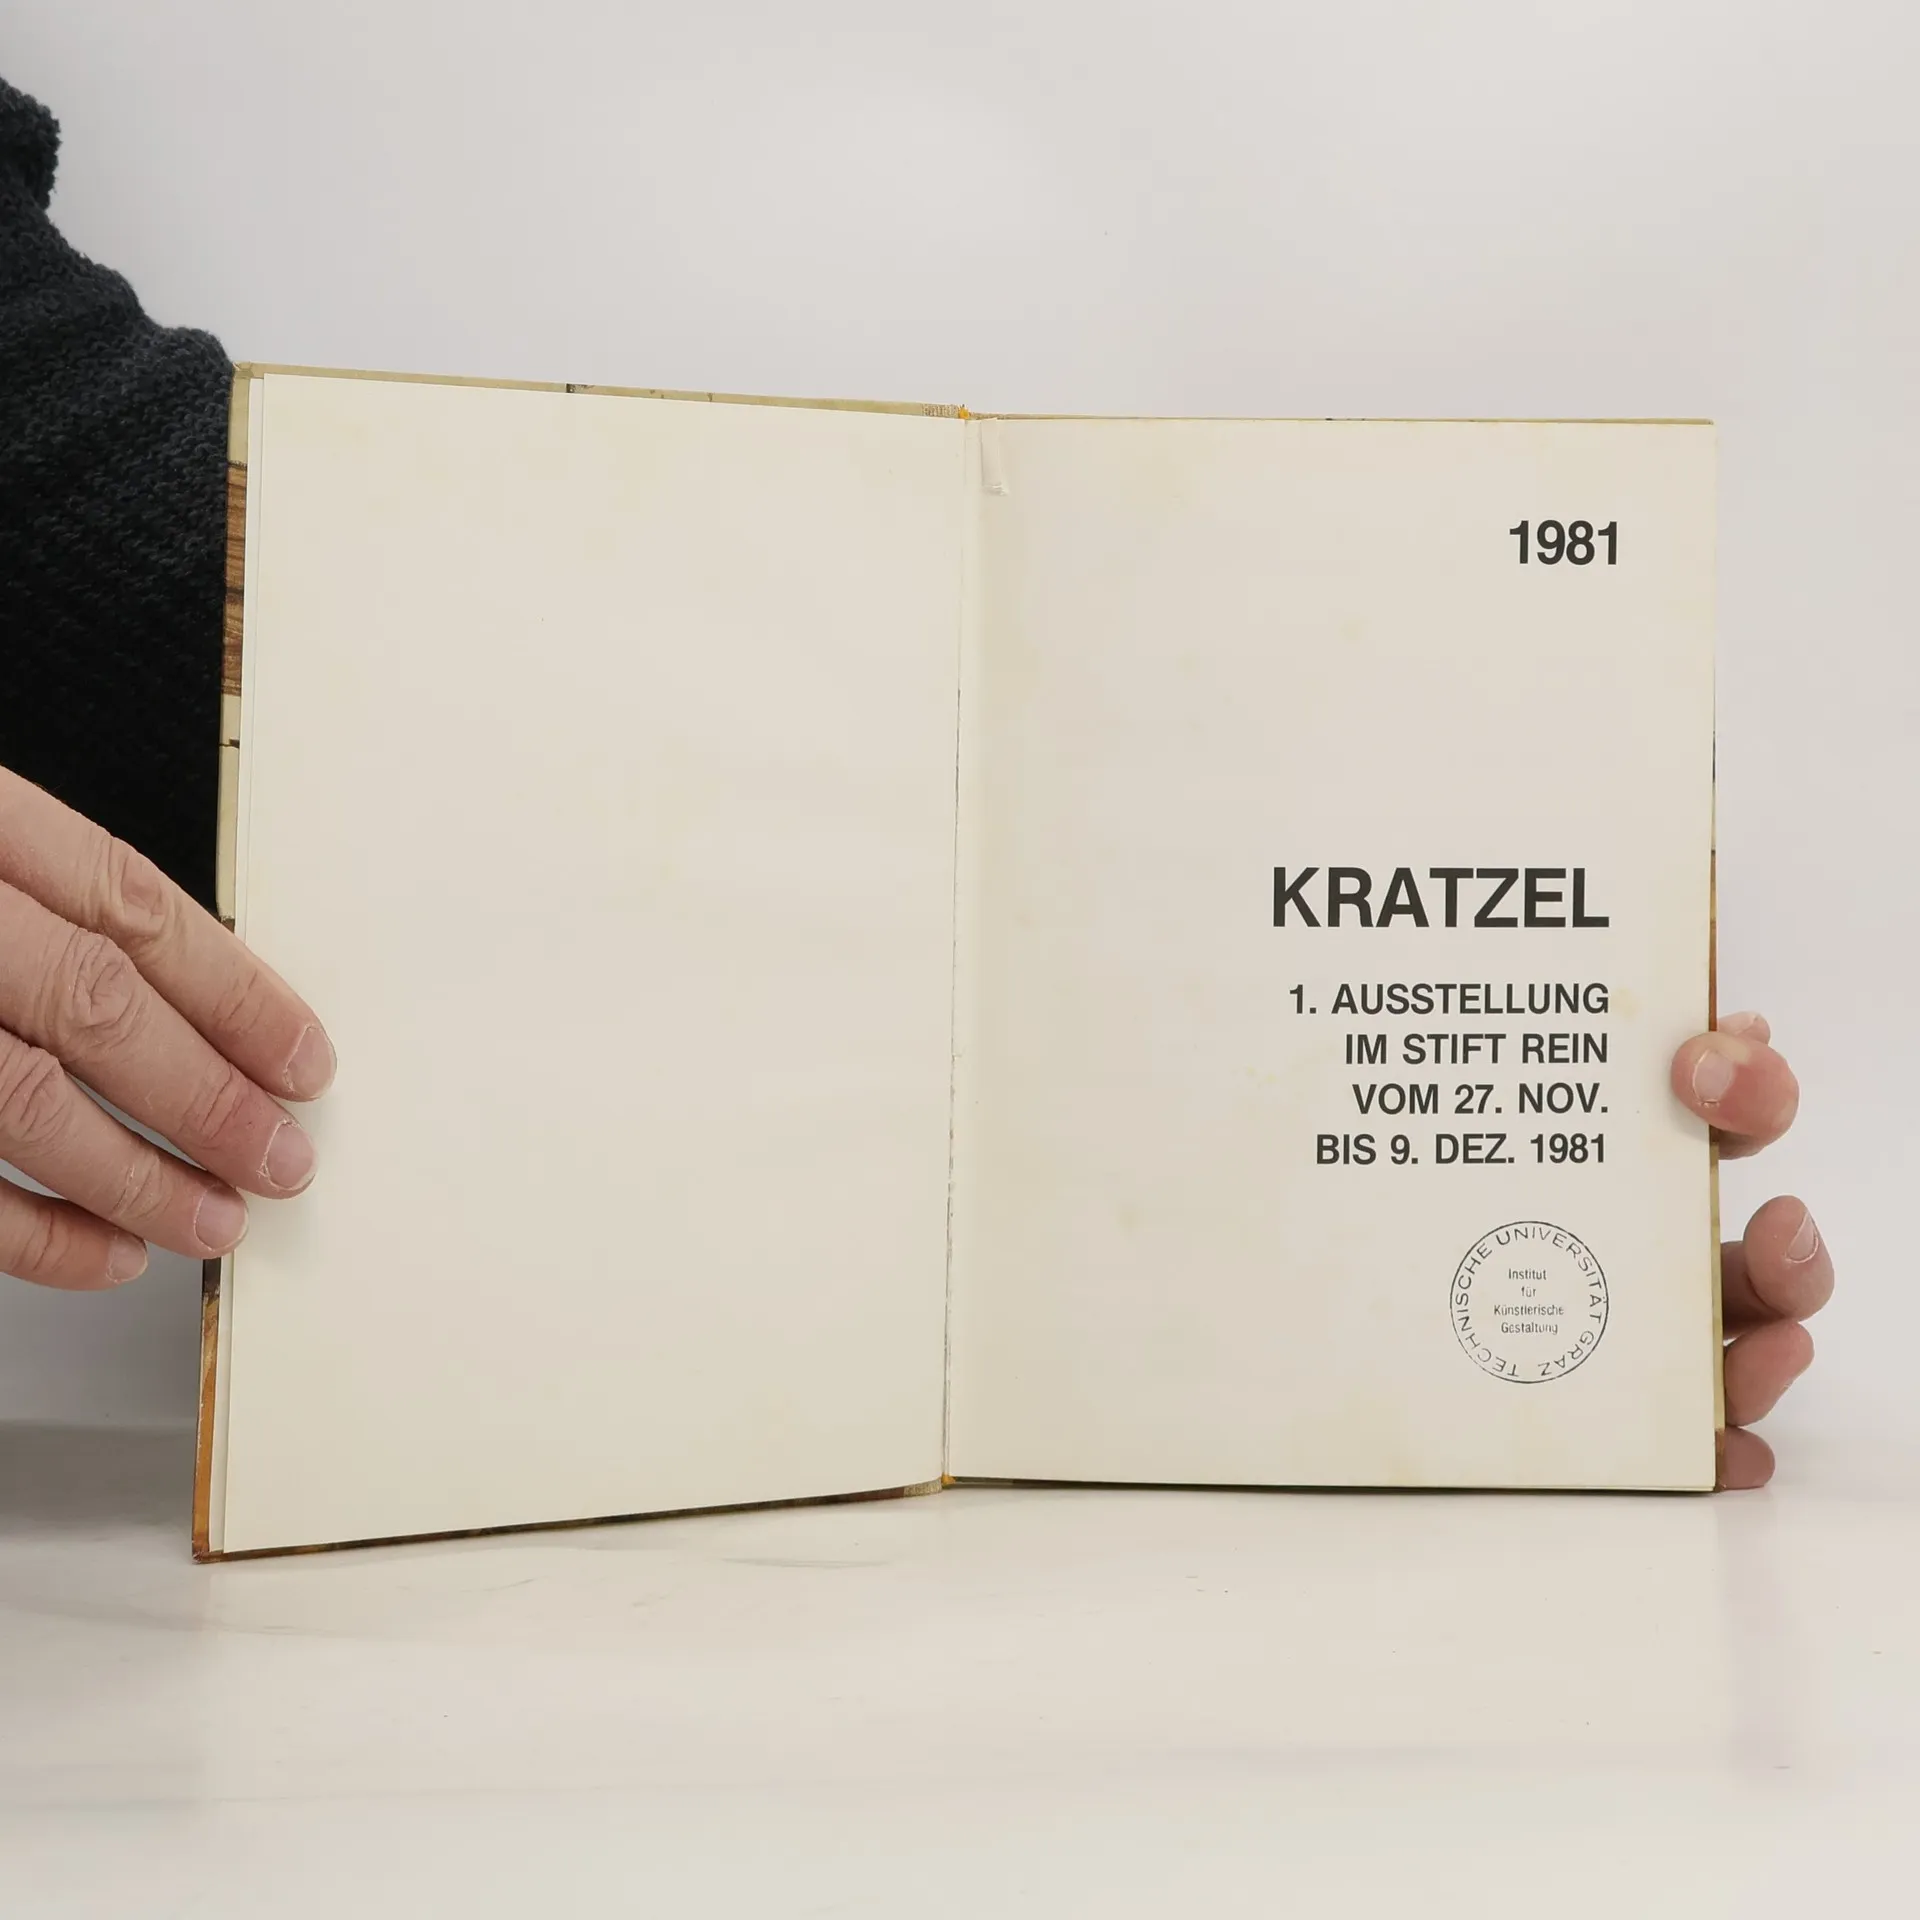 1981
KRATZEL
1. AUSSTELLUNG
IM STIFT REIN
VOM 27. NOV.
BIS 9. DEZ. 1981
TECHNISCHE UNIVERSITÄT GRAZ
Institut
für
Künstlerische
Gestaltung